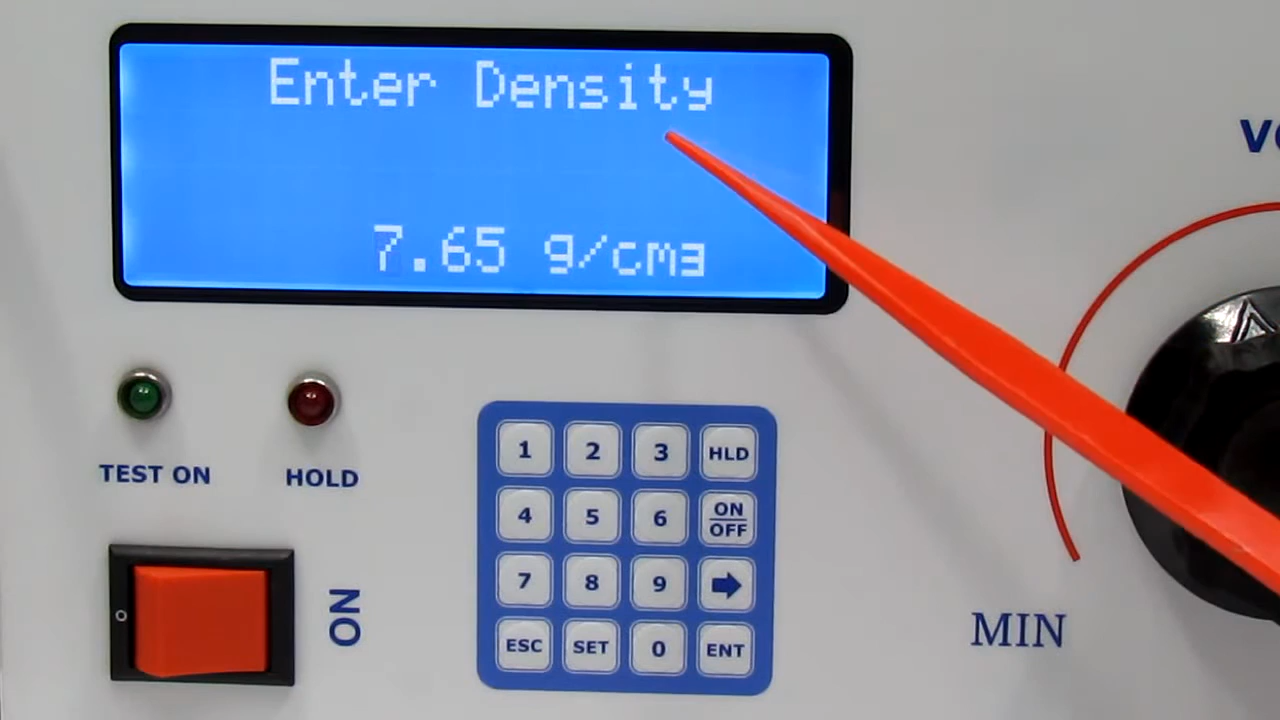 Enter Density
7.65 g/cm3
TEST ON
HOLD
1 2 3 HLD
4 5 6 ON
OFF
7 8 9
ESC SET 0 ENT
O
ON
MIN